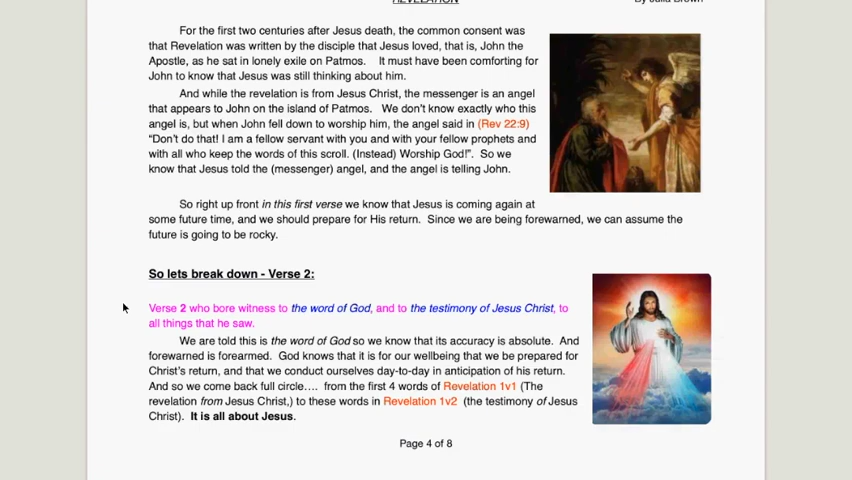 REVELATION
By Julia Brown
For the first two centuries after Jesus death, the common consent was
that Revelation was written by the disciple that Jesus loved, that is, John the
Apostle, as he sat in lonely exile on Patmos. It must have been comforting for
John to know that Jesus was still thinking about him.
And while the revelation is from Jesus Christ, the messenger is an angel
that appears to John on the island of Patmos. We don't know exactly who this
angel is, but when John fell down to worship him, the angel said in (Rev 22:9)
“Don't do that! I am a fellow servant with you and with your fellow prophets and
with all who keep the words of this scroll. (Instead) Worship God!”. So we
know that Jesus told the (messenger) angel, and the angel is telling John.
So right up front in this first verse we know that Jesus is coming again at
some future time, and we should prepare for His return. Since we are being forewarned, we can assume the
future is going to be rocky.
So lets break down - Verse 2:
Verse 2 who bore witness to the word of God, and to the testimony of Jesus Christ, to
all things that he saw.
We are told this is the word of God so we know that its accuracy is absolute. And
forewarned is forearmed. God knows that it is for our wellbeing that we be prepared for
Christ's return, and that we conduct ourselves day-to-day in anticipation of his return.
And so we come back full circle…. from the first 4 words of Revelation 1v1 (The
revelation from Jesus Christ,) to these words in Revelation 1v2 (the testimony of Jesus
Christ). It is all about Jesus.
Page 4 of 8